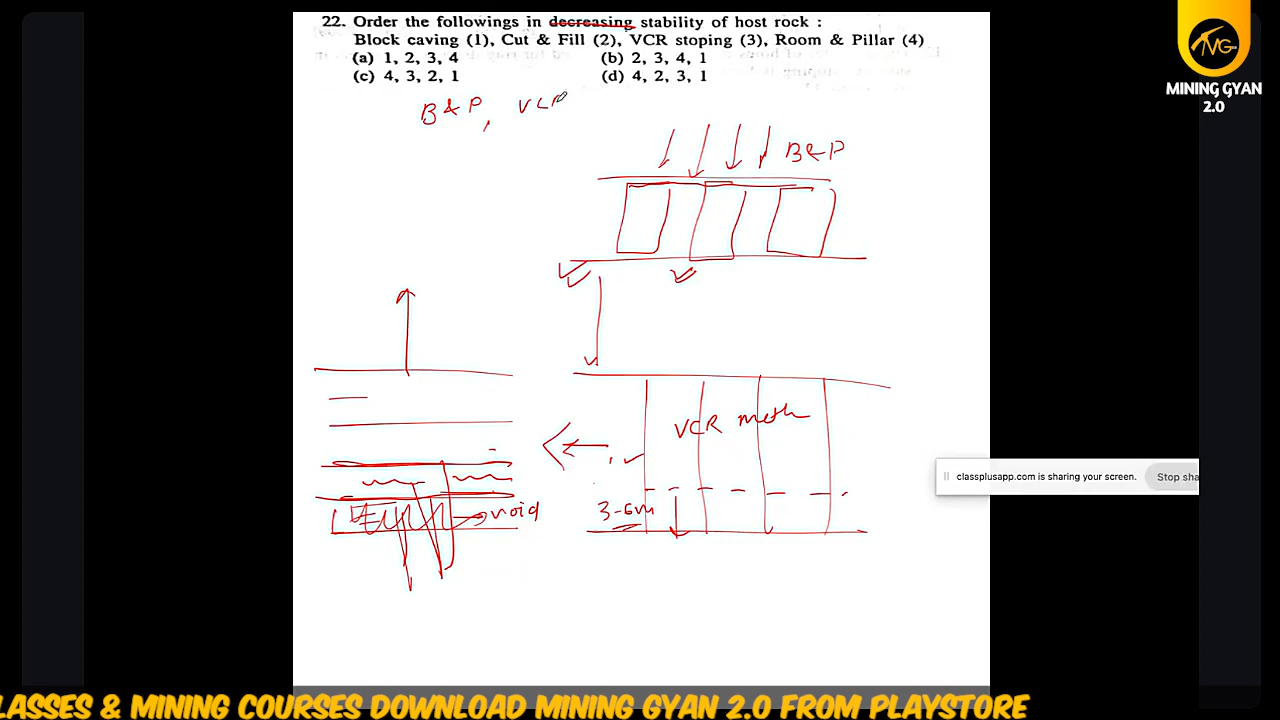 22. Order the followings in decreasing stability of host rock :
Block caving (1), Cut & Fill (2), VCR stoping (3), Room & Pillar (4)
(a) 1, 2, 3, 4 (b) 2, 3, 4, 1
(c) 4, 3, 2, 1 (d) 4, 2, 3, 1
TVG
MINING GYAN
2.0
B & P, VCR
B & P
VCR meth
3-6m
void
classplusapp.com is sharing your screen. Stop sha
LASSES & MINING COURSES DOWNLOAD MINING GYAN 2.0 FROM PLAYSTORE